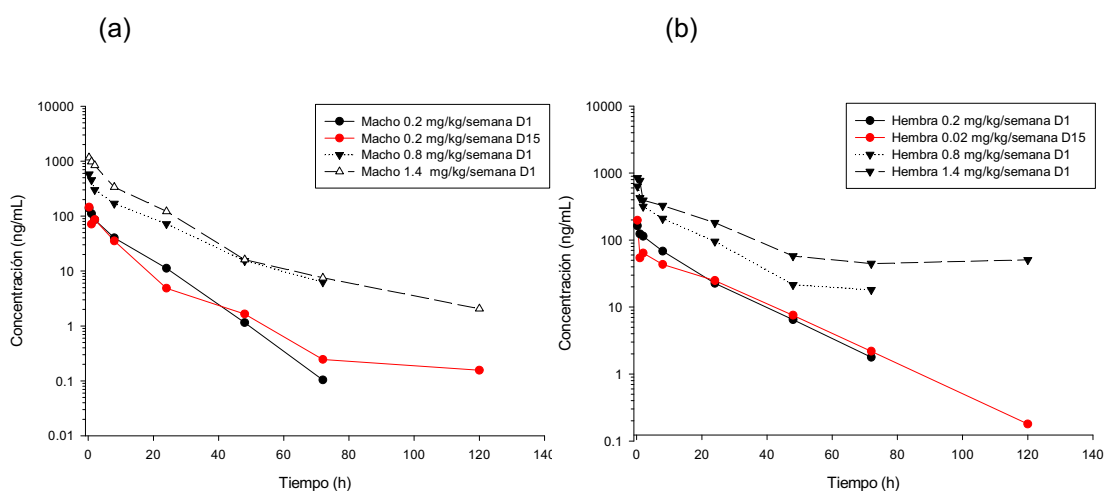 (a)
10000
1000
100
10
1
0.1
0.01
Concentración (ng/mL)
0 20 40 60 80 100 120 140
Tiempo (h)
Macho 0.2 mg/kg/semana D1
Macho 0.2 mg/kg/semana D15
Macho 0.8 mg/kg/semana D1
Macho 1.4 mg/kg/semana D1
(b)
10000
1000
100
10
1
0.1
Concentración (ng/mL)
0 20 40 60 80 100 120 140
Tiempo (h)
Hembra 0.2 mg/kg/semana D1
Hembra 0.02 mg/kg/semana D15
Hembra 0.8 mg/kg/semana D1
Hembra 1.4 mg/kg/semana D1